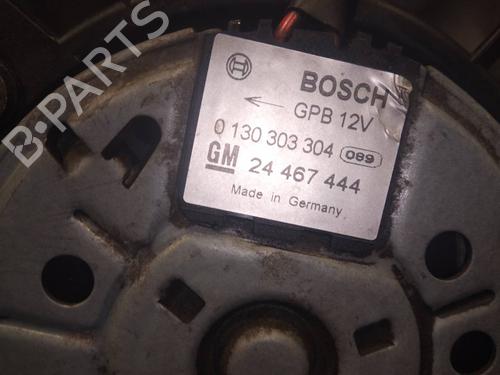 BOSCH
GPB 12V
0 130 303 304 089
GM 24 467 444
Made in Germany
B-PARTS